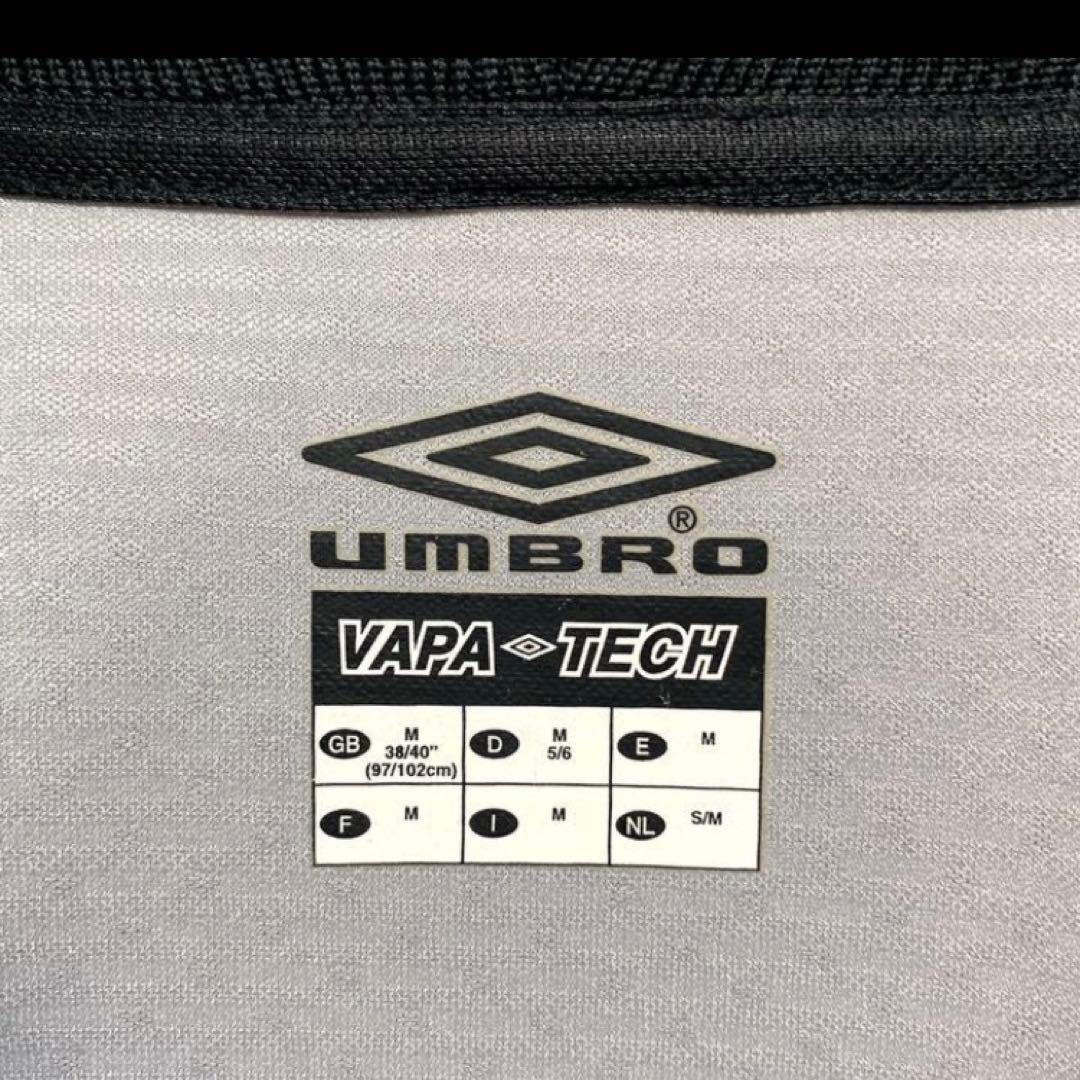 ®
UMBRO
VAPA TECH
GB M 38/40" (97/102cm)
D M 5/6
E M
F M
I M
NL S/M